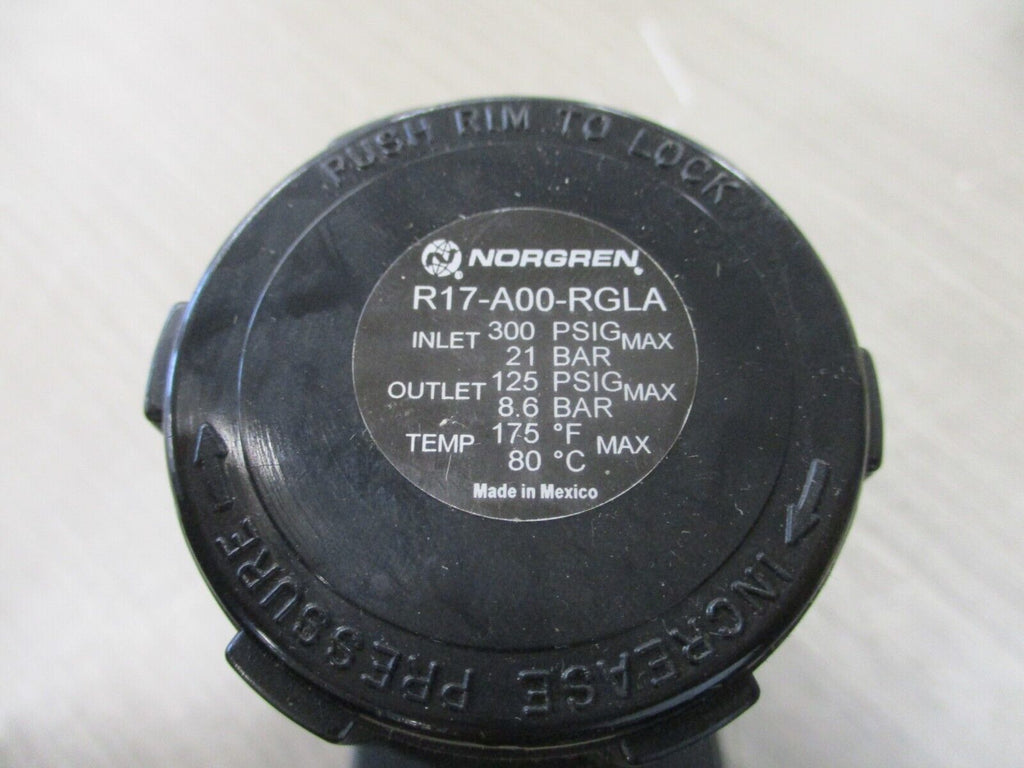 PUSH RIM TO LOCK
NORGREN®
R17-A00-RGLA
INLET 300 PSIG MAX
21 BAR
OUTLET 125 PSIG MAX
8.6 BAR
TEMP 175 °F MAX
80 °C
Made in Mexico
INCREASE PRESSURE